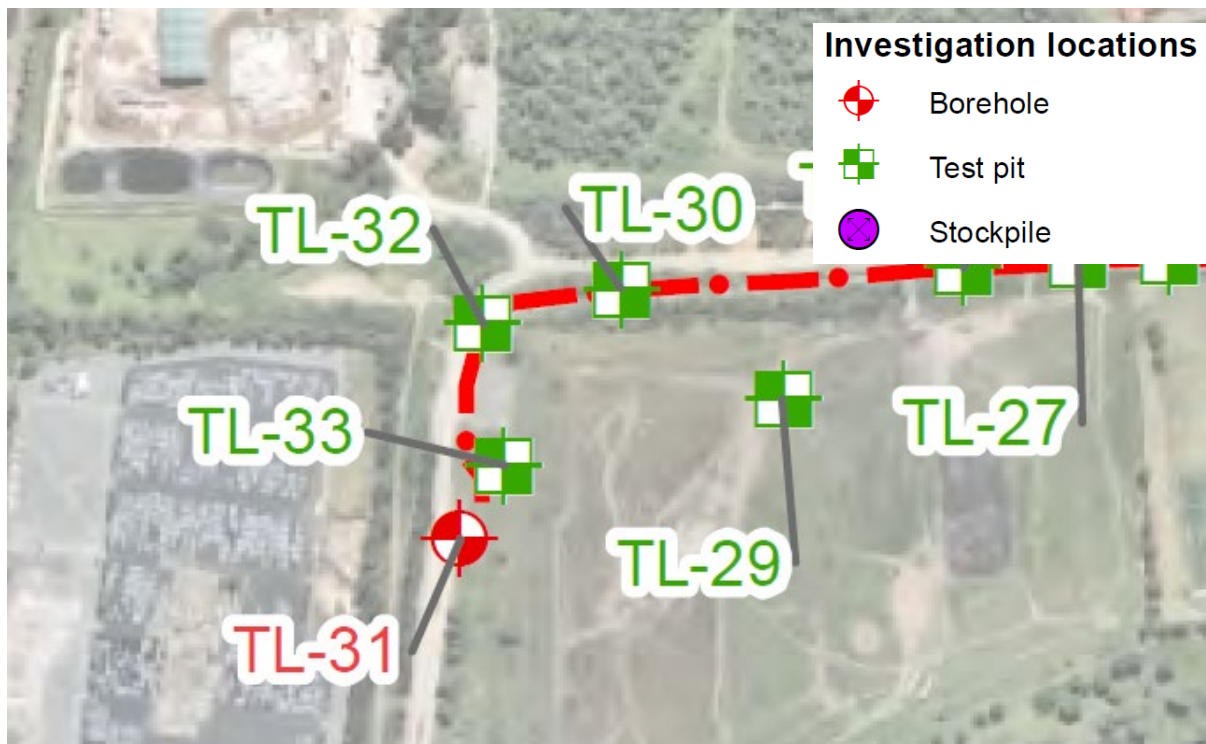 Investigation locations
Borehole
Test pit
Stockpile
TL-30
TL-32
TL-33
TL-27
TL-29
TL-31